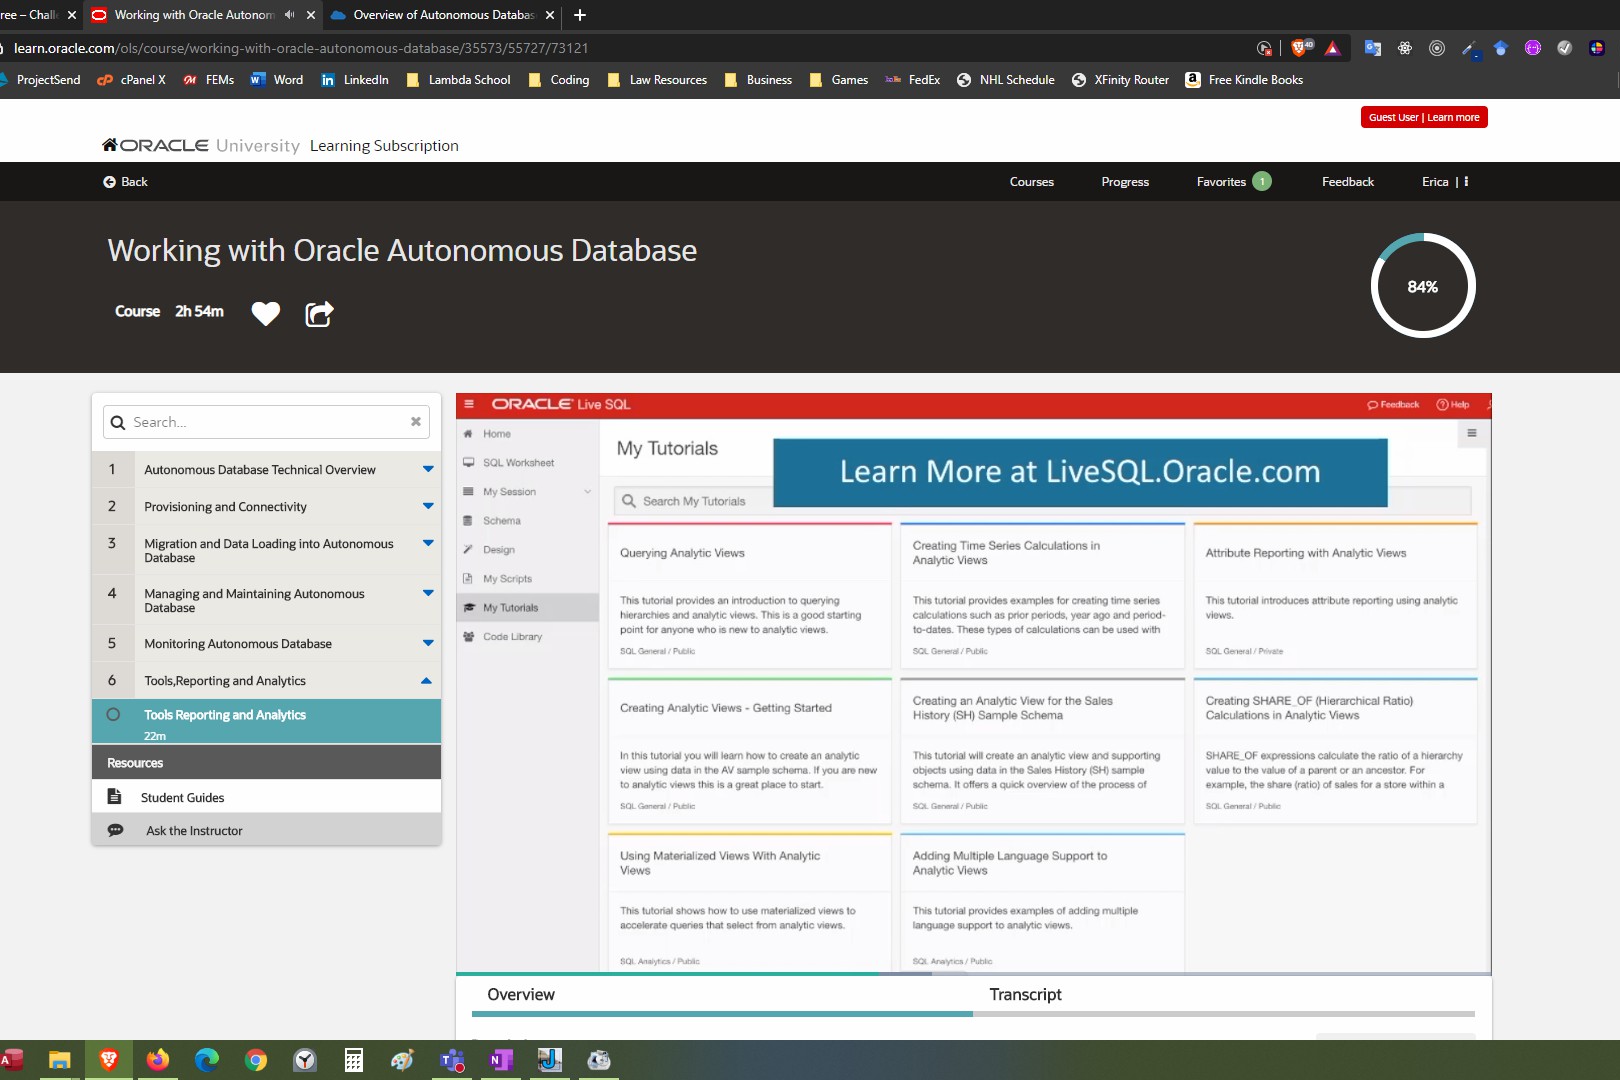 ree – Chall
Working with Oracle Autonom
Overview of Autonomous Databas
learn.oracle.com/ols/course/working-with-oracle-autonomous-database/35573/55727/73121
40
ProjectSend
cPanel X
FEMs
Word
LinkedIn
Lambda School
Coding
Law Resources
Business
Games
FedEx
NHL Schedule
XFinity Router
Free Kindle Books
Guest User | Learn more
ORACLE University Learning Subscription
Back
Courses
Progress
Favorites 1
Feedback
Erica
Working with Oracle Autonomous Database
Course 2h 54m
84%
Search...
1 Autonomous Database Technical Overview
2 Provisioning and Connectivity
3 Migration and Data Loading into Autonomous
Database
4 Managing and Maintaining Autonomous
Database
5 Monitoring Autonomous Database
6 Tools,Reporting and Analytics
Tools Reporting and Analytics
22m
Resources
Student Guides
Ask the Instructor
ORACLE Live SQL
Feedback
Help
Home
SQL Worksheet
My Session
Schema
Design
My Scripts
My Tutorials
Code Library
My Tutorials
Learn More at LiveSQL.Oracle.com
Search My Tutorials
Querying Analytic Views
This tutorial provides an introduction to querying
hierarchies and analytic views. This is a good starting
point for anyone who is new to analytic views.
SQL General / Public
Creating Time Series Calculations in
Analytic Views
This tutorial provides examples for creating time series
calculations such as prior periods, year ago and period-
to-dates. These types of calculations can be used with
SQL General / Public
Attribute Reporting with Analytic Views
This tutorial introduces attribute reporting using analytic
views.
SQL General / Private
Creating Analytic Views - Getting Started
In this tutorial you will learn how to create an analytic
view using data in the AV sample schema. If you are new
to analytic views this is a great place to start.
SQL General / Public
Creating an Analytic View for the Sales
History (SH) Sample Schema
This tutorial will create an analytic view and supporting
objects using data in the Sales History (SH) sample
schema. It offers a quick overview of the process of
SQL General / Public
Creating SHARE_OF (Hierarchical Ratio)
Calculations in Analytic Views
SHARE_OF expressions calculate the ratio of a hierarchy
value to the value of a parent or an ancestor. For
example, the share (ratio) of sales for a store within a
SQL General / Public
Using Materialized Views With Analytic
Views
This tutorial shows how to use materialized views to
accelerate queries that select from analytic views.
SQL Analytics / Public
Adding Multiple Language Support to
Analytic Views
This tutorial provides examples of adding multiple
language support to analytic views.
SQL Analytics / Public
Overview
Transcript